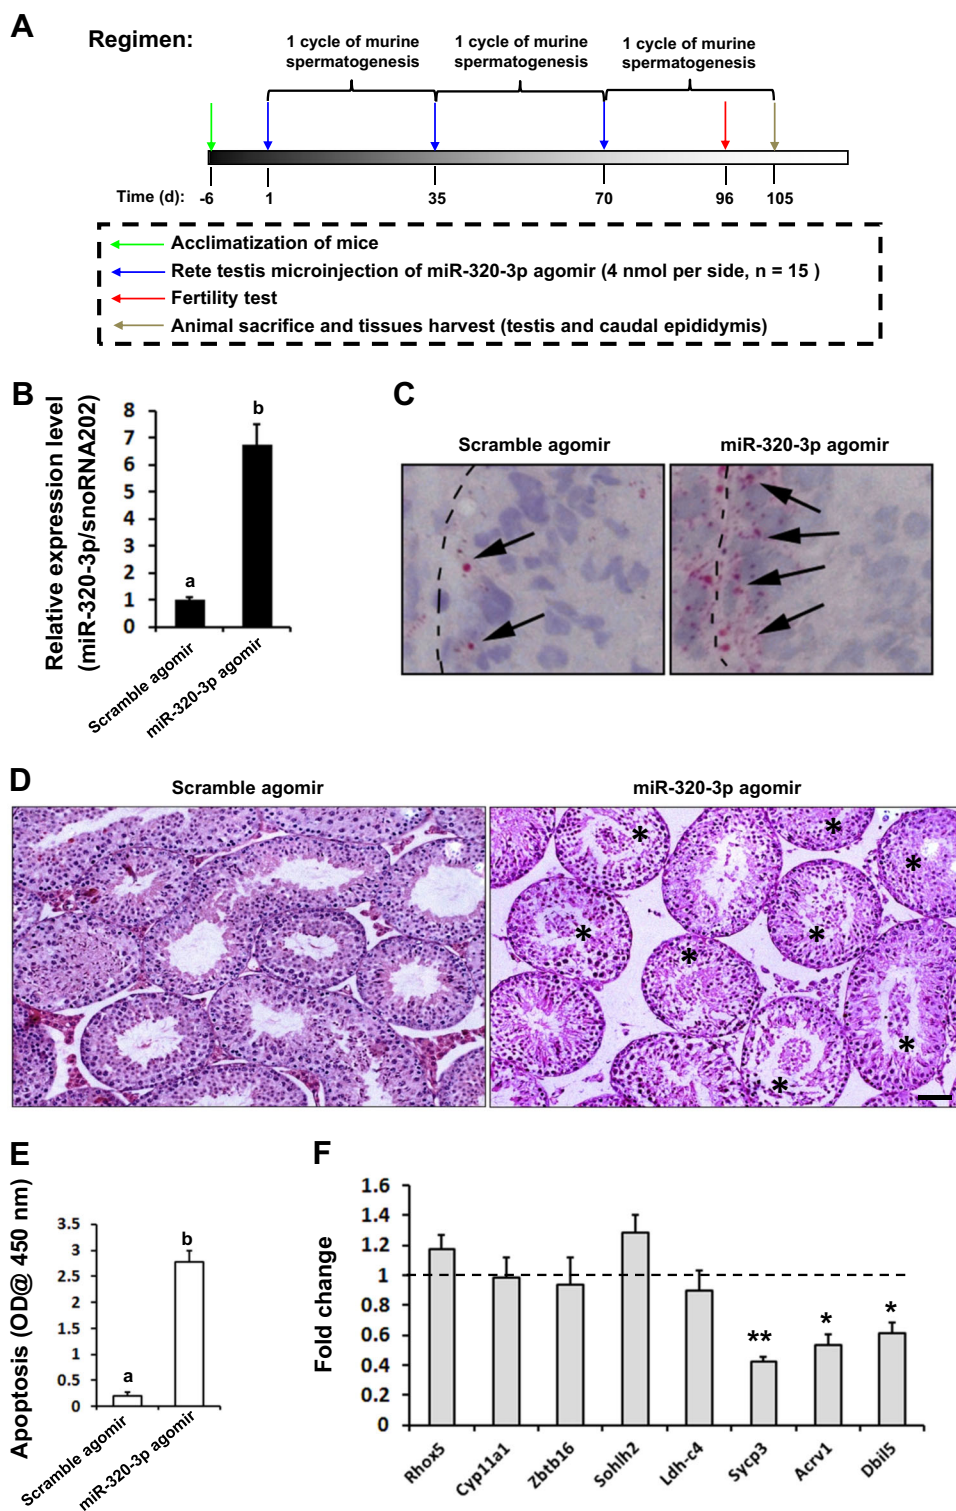 A
Regimen:
1 cycle of murine
spermatogenesis
1 cycle of murine
spermatogenesis
1 cycle of murine
spermatogenesis
Time (d): -6 1 35 70 96 105
Acclimatization of mice
Rete testis microinjection of miR-320-3p agomir (4 nmol per side, n = 15 )
Fertility test
Animal sacrifice and tissues harvest (testis and caudal epididymis)
B
Relative expression level
(miR-320-3p/snoRNA202)
8
7
6
5
4
3
2
1
0
a
b
Scramble agomir
miR-320-3p agomir
C
Scramble agomir
miR-320-3p agomir
D
Scramble agomir
miR-320-3p agomir
*
*
*
*
*
*
*
*
E
Apoptosis (OD@ 450 nm)
3.5
3
2.5
2
1.5
1
0.5
0
a
b
Scramble agomir
miR-320-3p agomir
F
Fold change
1.6
1.4
1.2
1
0.8
0.6
0.4
0.2
0
**
*
*
Rhox5
Cyp11a1
Zbtb16
Sohlh2
Ldh-c4
Sycp3
Acrv1
Dbil5